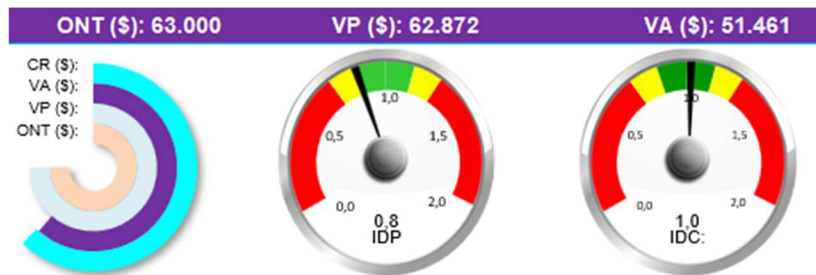 ONT ($): 63.000 VP ($): 62.872 VA ($): 51.461
CR ($):
VA ($):
VP ($):
ONT ($):
0,0
0,5
1,0
1,5
2,0
0,8
IDP
0,0
0,5
1,0
1,5
2,0
1,0
IDC: